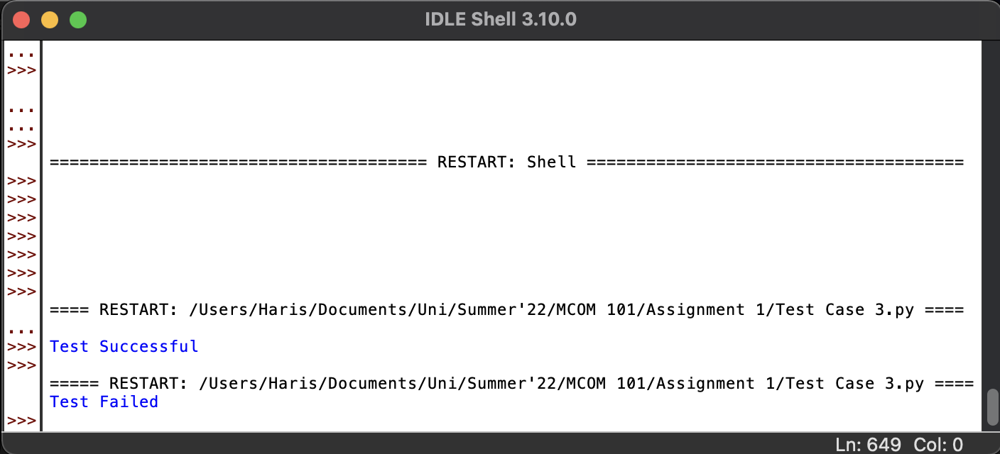 IDLE Shell 3.10.0
...
>>>
...
...
>>>
====================================== RESTART: Shell ======================================
>>>
>>>
>>>
>>>
>>>
>>>
>>>
==== RESTART: /Users/Haris/Documents/Uni/Summer'22/MCOM 101/Assignment 1/Test Case 3.py ====
...
>>> Test Successful
>>>
===== RESTART: /Users/Haris/Documents/Uni/Summer'22/MCOM 101/Assignment 1/Test Case 3.py ====
Test Failed
>>>
Ln: 649 Col: 0